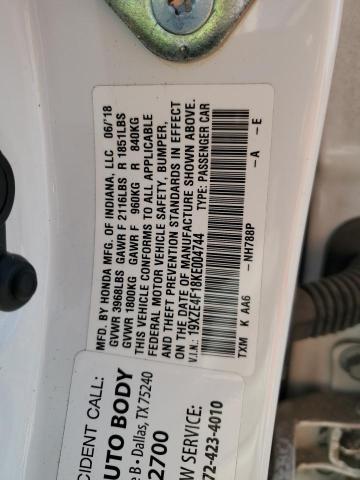 MFD. BY HONDA MFG. OF INDIANA, LLC 06/'18
GVWR 3968LBS GAWR F 2116LBS R 1851LBS
GVWR 1800KG GAWR F 960KG R 840KG
THIS VEHICLE CONFORMS TO ALL APPLICABLE
FEDERAL MOTOR VEHICLE SAFETY, BUMPER,
AND THEFT PREVENTION STANDARDS IN EFFECT
ON THE DATE OF MANUFACTURE SHOWN ABOVE.
V.I.N.: 19XZE4F18KE004744 TYPE: PASSENGER CAR
TXM K AA6 -NH788P -A -E
CIDENT CALL:
UTO BODY
e B • Dallas, TX 75240
2700
W SERVICE:
72-423-4010